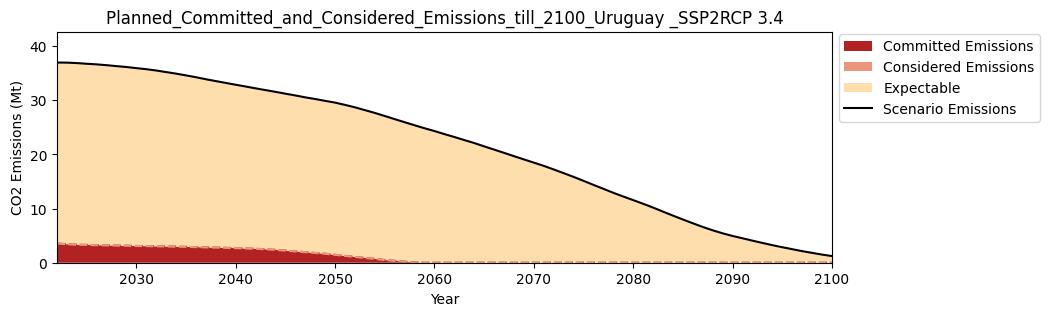 Planned_Committed_and_Considered_Emissions_till_2100_Uruguay _SSP2RCP 3.4
CO2 Emissions (Mt)
40
30
20
10
0
2030 2040 2050 2060 2070 2080 2090 2100
Year
Committed Emissions
Considered Emissions
Expectable
Scenario Emissions